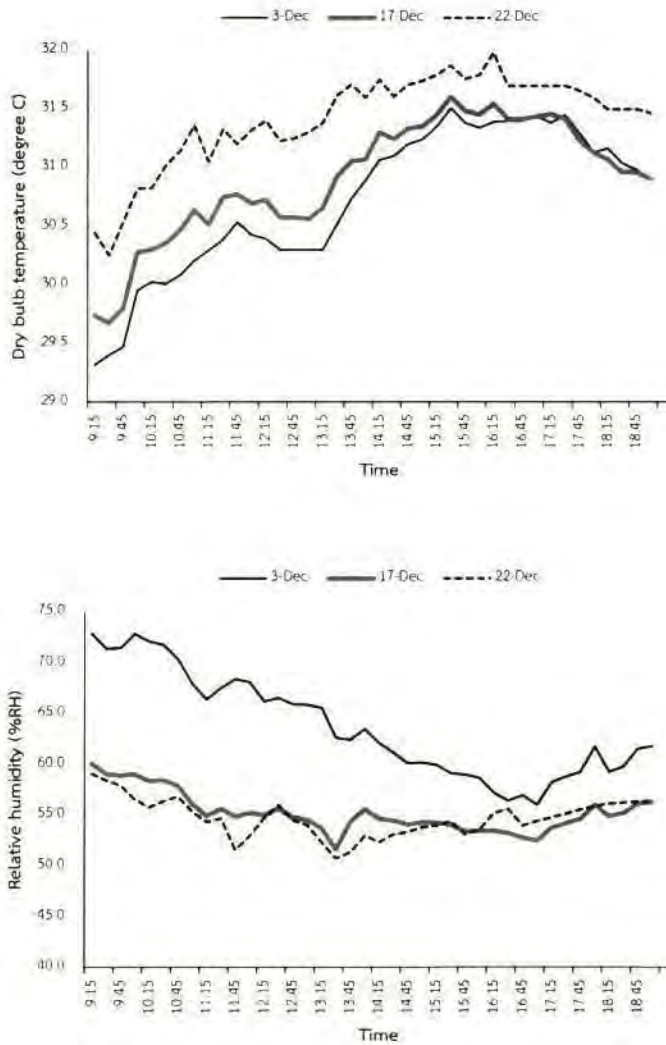 3-Dec 17-Dec 22-Dec
Dry bulb temperature (degree C)
32.0
31.5
31.0
30.5
30.0
29.5
29.0
9.15 9.45 10.15 10.45 11.15 11.45 12.15 12.45 13.15 13.45 14.15 14.45 15.15 15.45 16.15 16.45 17.15 17.45 18.15 18.45
Time
3-Dec 17-Dec 22-Dec
Relative humidity (%RH)
75.0
70.0
65.0
60.0
55.0
50.0
45.0
40.0
9.15 9.45 10.15 10.45 11.15 11.45 12.15 12.45 13.15 13.45 14.15 14.45 15.15 15.45 16.15 16.45 17.15 17.45 18.15 18.45
Time